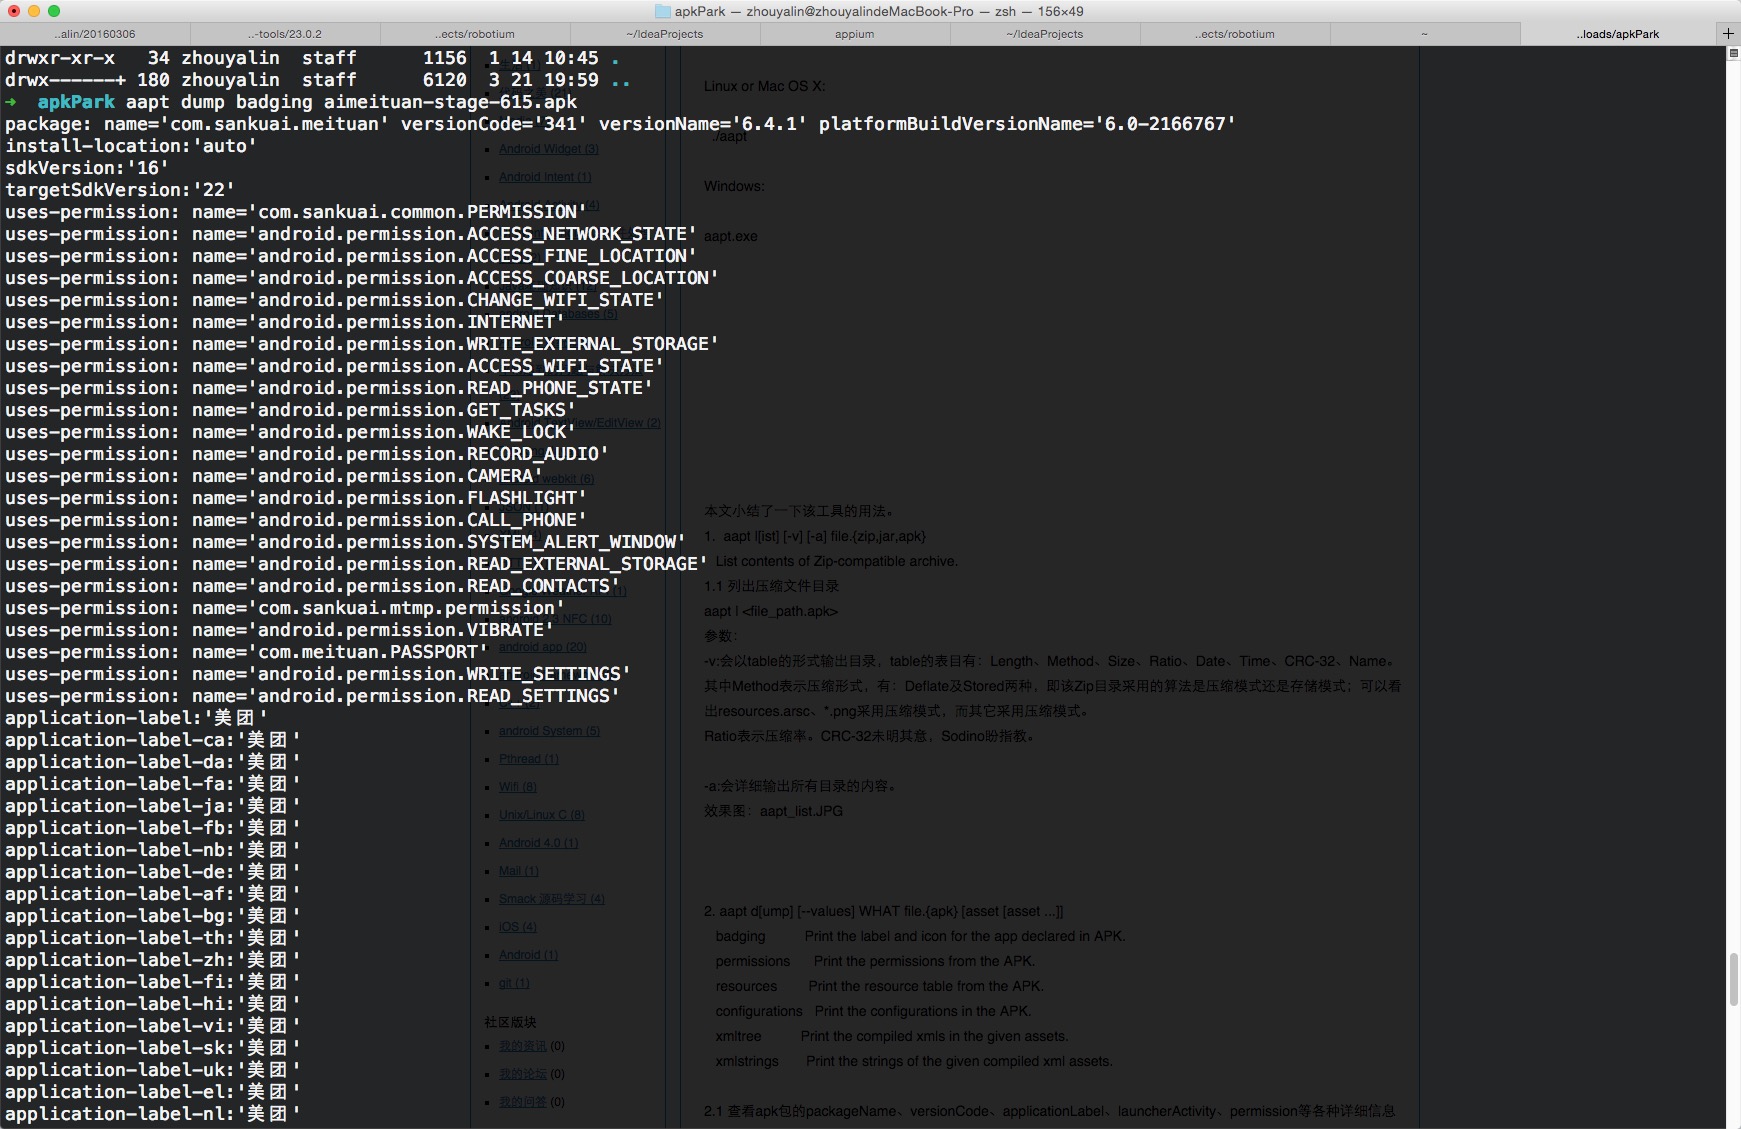 apkPark — zhouyalin@zhouyalindeMacBook-Pro — zsh — 156×49
..alin/20160306
..-tools/23.0.2
..ects/robotium
~/IdeaProjects
appium
~/IdeaProjects
..ects/robotium
~
..loads/apkPark
drwxr-xr-x   34 zhouyalin  staff      1156  1 14 10:45 .
drwx------+ 180 zhouyalin  staff      6120  3 21 19:59 ..
➜  apkPark aapt dump badging aimeituan-stage-615.apk
package: name='com.sankuai.meituan' versionCode='341' versionName='6.4.1' platformBuildVersionName='6.0-2166767'
install-location:'auto'
sdkVersion:'16'
targetSdkVersion:'22'
uses-permission: name='com.sankuai.common.PERMISSION'
uses-permission: name='android.permission.ACCESS_NETWORK_STATE'
uses-permission: name='android.permission.ACCESS_FINE_LOCATION'
uses-permission: name='android.permission.ACCESS_COARSE_LOCATION'
uses-permission: name='android.permission.CHANGE_WIFI_STATE'
uses-permission: name='android.permission.INTERNET'
uses-permission: name='android.permission.WRITE_EXTERNAL_STORAGE'
uses-permission: name='android.permission.ACCESS_WIFI_STATE'
uses-permission: name='android.permission.READ_PHONE_STATE'
uses-permission: name='android.permission.GET_TASKS'
uses-permission: name='android.permission.WAKE_LOCK'
uses-permission: name='android.permission.RECORD_AUDIO'
uses-permission: name='android.permission.CAMERA'
uses-permission: name='android.permission.FLASHLIGHT'
uses-permission: name='android.permission.CALL_PHONE'
uses-permission: name='android.permission.SYSTEM_ALERT_WINDOW'
uses-permission: name='android.permission.READ_EXTERNAL_STORAGE'
uses-permission: name='android.permission.READ_CONTACTS'
uses-permission: name='com.sankuai.mtmp.permission'
uses-permission: name='android.permission.VIBRATE'
uses-permission: name='com.meituan.PASSPORT'
uses-permission: name='android.permission.WRITE_SETTINGS'
uses-permission: name='android.permission.READ_SETTINGS'
application-label:'美团'
application-label-ca:'美团'
application-label-da:'美团'
application-label-fa:'美团'
application-label-ja:'美团'
application-label-fb:'美团'
application-label-nb:'美团'
application-label-de:'美团'
application-label-af:'美团'
application-label-bg:'美团'
application-label-th:'美团'
application-label-zh:'美团'
application-label-fi:'美团'
application-label-hi:'美团'
application-label-vi:'美团'
application-label-sk:'美团'
application-label-uk:'美团'
application-label-el:'美团'
application-label-nl:'美团'
Android Widget (3)
Android Intent (1)
android app (20)
android System (5)
Pthread (1)
Wifi (8)
Unix/Linux C (8)
Android 4.0 (1)
Mail (1)
Smack 源码学习 (4)
IOS (4)
Android (1)
git (1)
社区版块
我的资讯 (0)
我的论坛 (0)
我的问答 (0)
Linux or Mac OS X:
./aapt
Windows:
aapt.exe
本文小结了一下该工具的用法。
1.  aapt l[ist] [-v] [-a] file.{zip,jar,apk}
List contents of Zip-compatible archive.
1.1 列出压缩文件目录
aapt l <file_path.apk>
参数：
-v:会以table的形式输出目录，table的表目有：Length、Method、Size、Ratio、Date、Time、CRC-32、Name。
其中Method表示压缩形式，有：Deflate及Stored两种，即该Zip目录采用的算法是压缩模式还是存储模式；可以看
出resources.arsc、*.png采用压缩模式，而其它采用压缩模式。
Ratio表示压缩率。CRC-32未明其意，Sodino盼指教。
-a:会详细输出所有目录的内容。
效果图：aapt_list.JPG
2. aapt d[ump] [--values] WHAT file.{apk} [asset [asset ...]]
badging          Print the label and icon for the app declared in APK.
permissions      Print the permissions from the APK.
resources        Print the resource table from the APK.
configurations   Print the configurations in the APK.
xmltree          Print the compiled xmls in the given assets.
xmlstrings       Print the strings of the given compiled xml assets.
2.1 查看apk包的packageName、versionCode、applicationLabel、launcherActivity、permission等各种详细信息